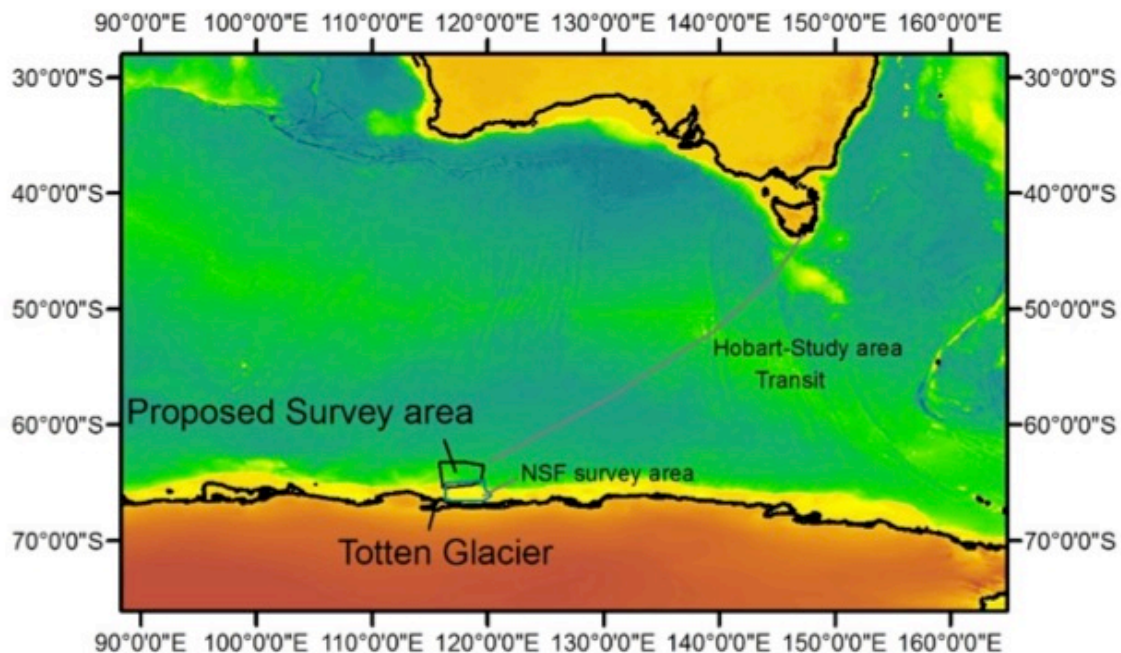 90°0'0"E 100°0'0"E 110°0'0"E 120°0'0"E 130°0'0"E 140°0'0"E 150°0'0"E 160°0'0"E
30°0'0"S 30°0'0"S
40°0'0"S 40°0'0"S
50°0'0"S 50°0'0"S
Hobart-Study area
Transit
Proposed Survey area
60°0'0"S 60°0'0"S
NSF survey area
70°0'0"S 70°0'0"S
Totten Glacier
90°0'0"E 100°0'0"E 110°0'0"E 120°0'0"E 130°0'0"E 140°0'0"E 150°0'0"E 160°0'0"E